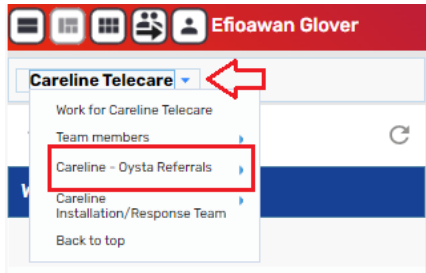 Efioawan Glover
Careline Telecare
Work for Careline Telecare
Team members
Careline - Oysta Referrals
Careline
Installation/Response Team
Back to top